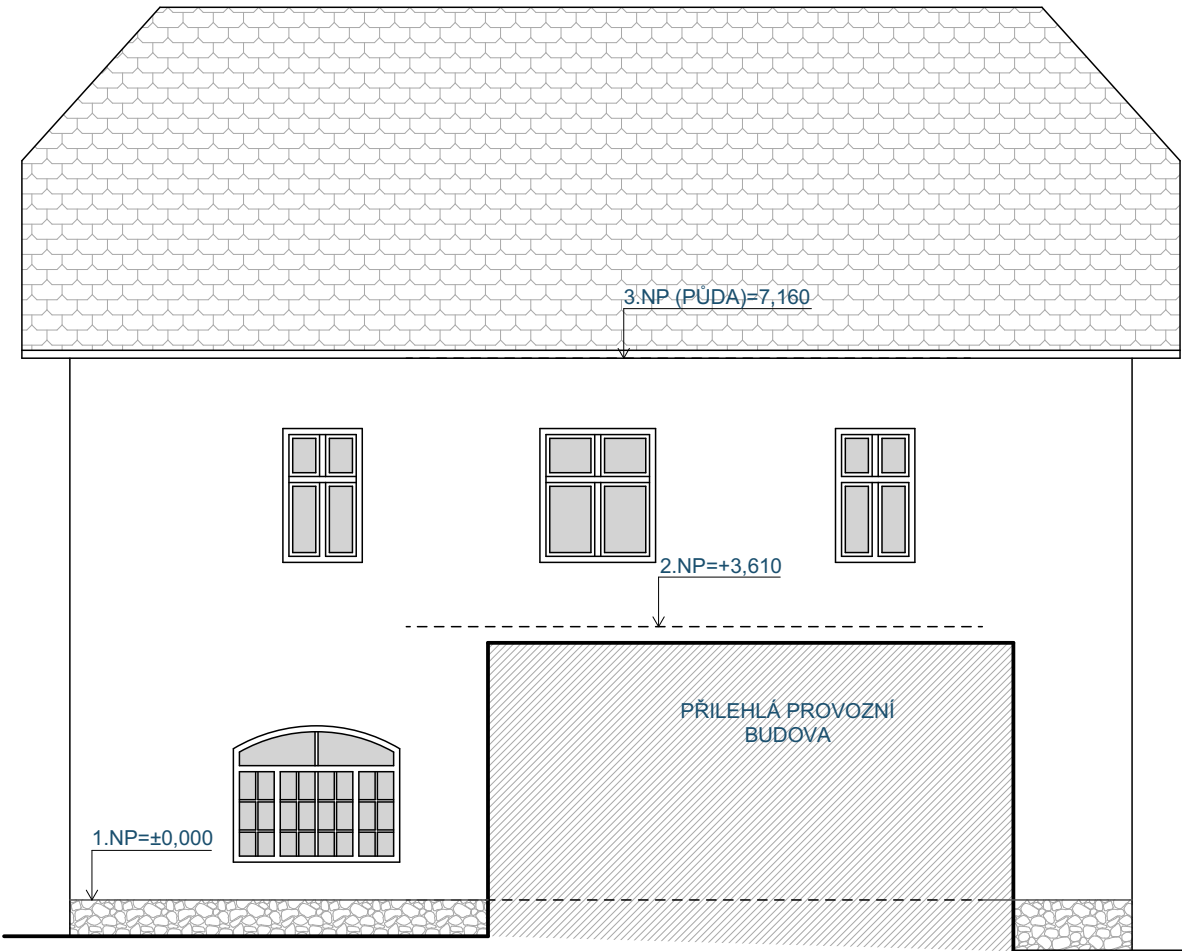 3.NP (PŮDA)=7,160
2.NP=+3,610
PŘILEHLÁ PROVOZNÍ
BUDOVA
1.NP=±0,000